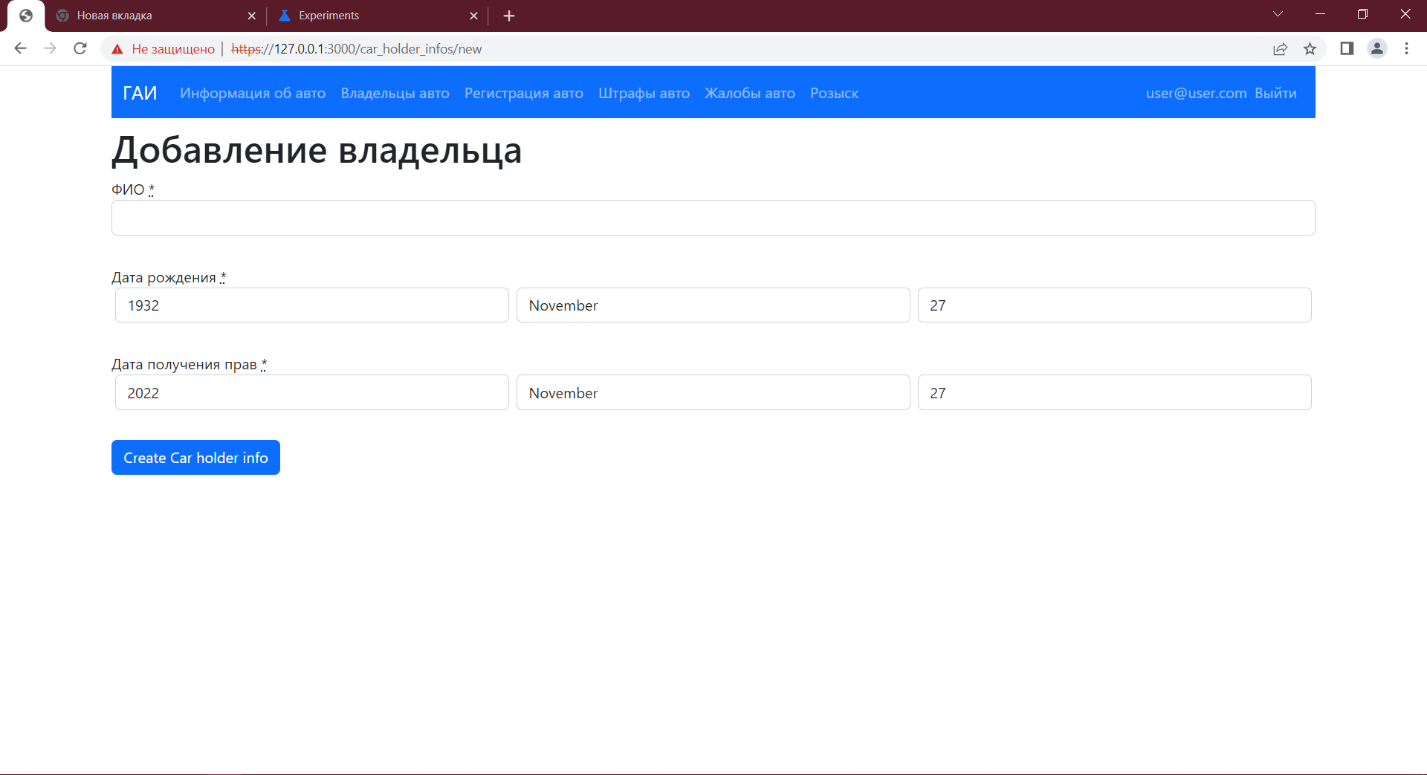 Новая вкладка
Experiments
Не защищено | https://127.0.0.1:3000/car_holder_infos/new
ГАИ Информация об авто Владельцы авто Регистрация авто Штрафы авто Жалобы авто Розыск user@user.com Выйти
Добавление владельца
ФИО *
Дата рождения *
1932 November 27
Дата получения прав *
2022 November 27
Create Car holder info